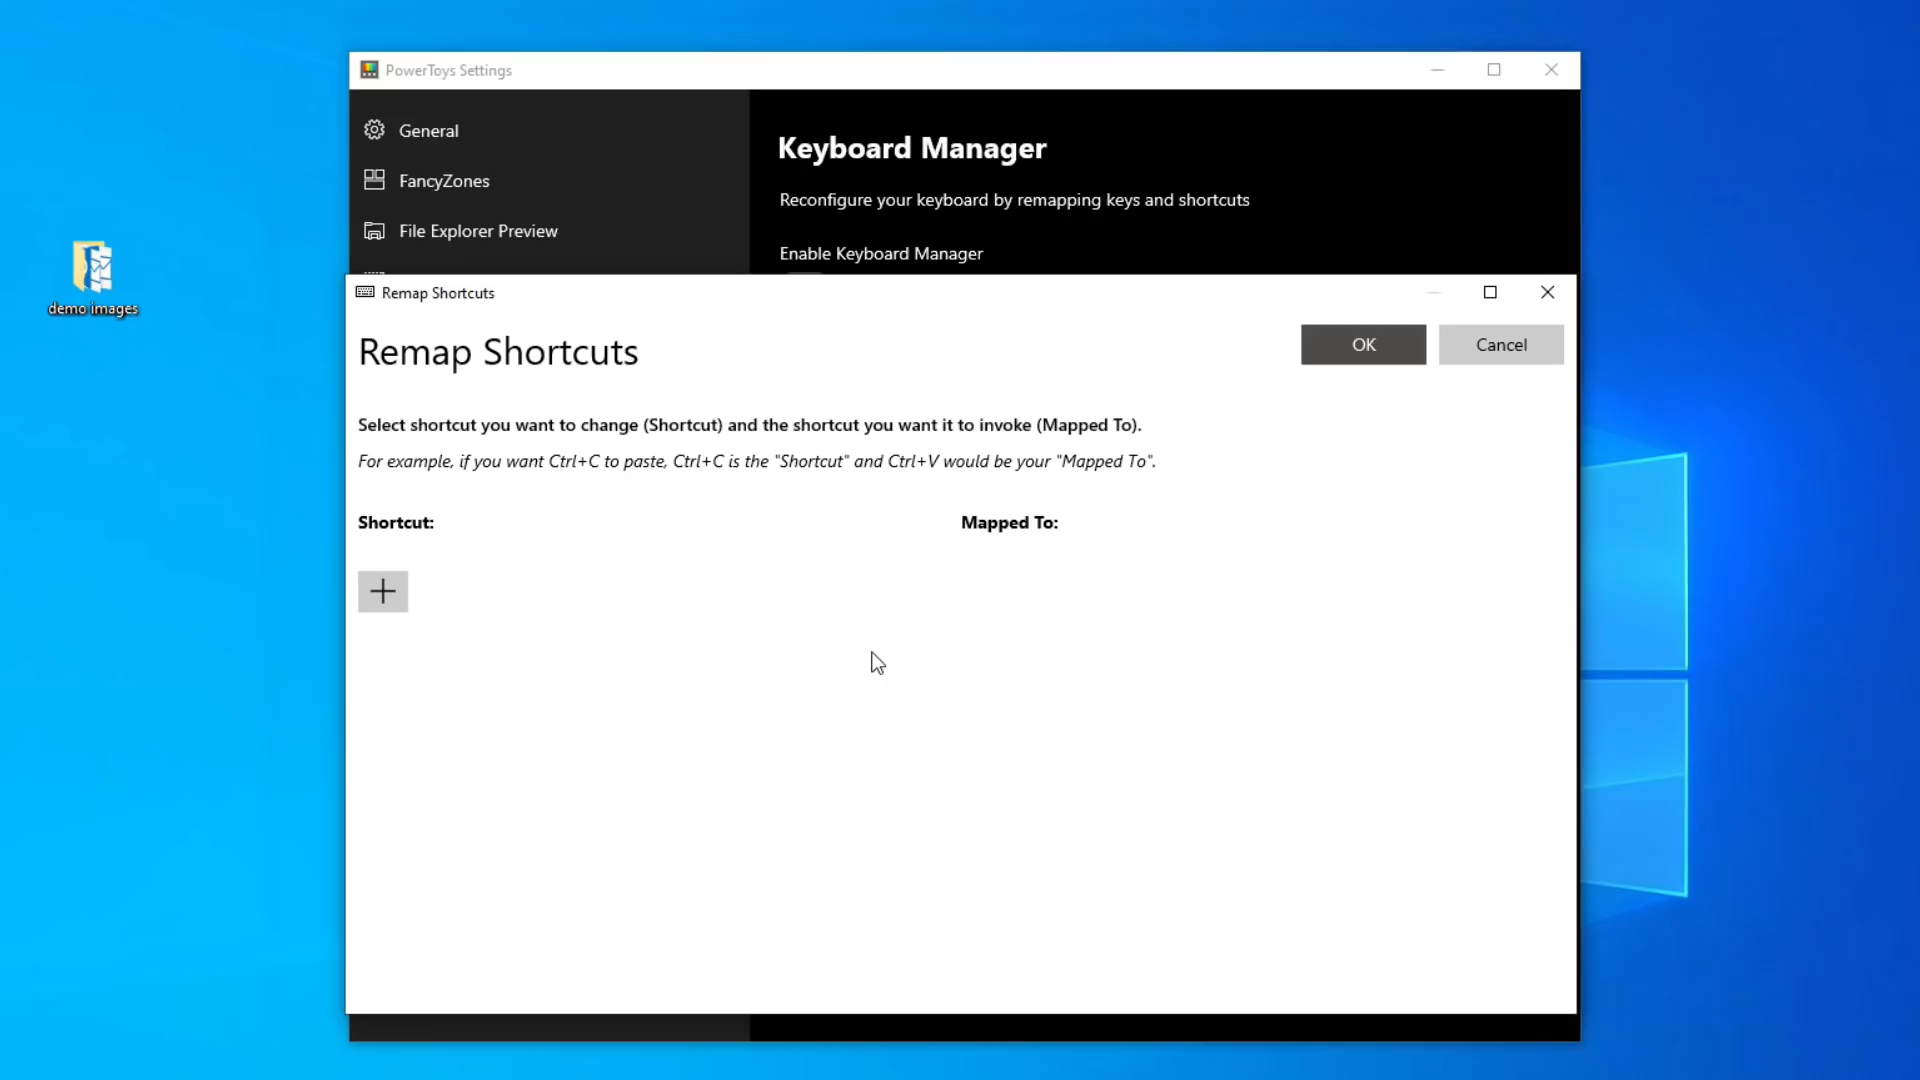 PowerToys Settings
General
FancyZones
File Explorer Preview
Keyboard Manager
Reconfigure your keyboard by remapping keys and shortcuts
Enable Keyboard Manager
demo images
Remap Shortcuts
Remap Shortcuts
OK
Cancel
Select shortcut you want to change (Shortcut) and the shortcut you want it to invoke (Mapped To).
For example, if you want Ctrl+C to paste, Ctrl+C is the "Shortcut" and Ctrl+V would be your "Mapped To".
Shortcut:
Mapped To: